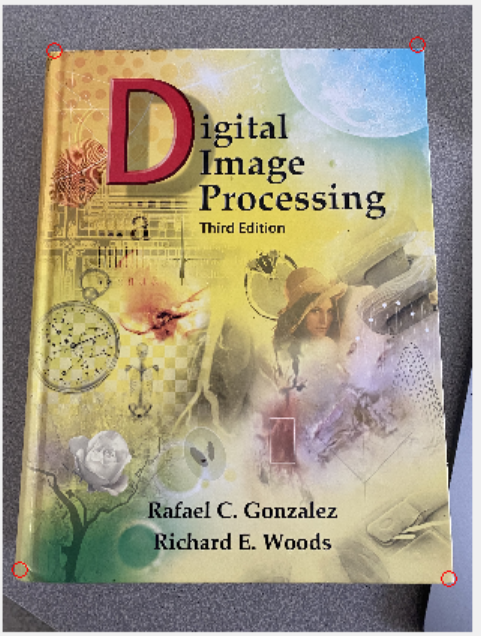 Digital
Image
Processing
Third Edition
a
Rafael C. Gonzalez
Richard E. Woods